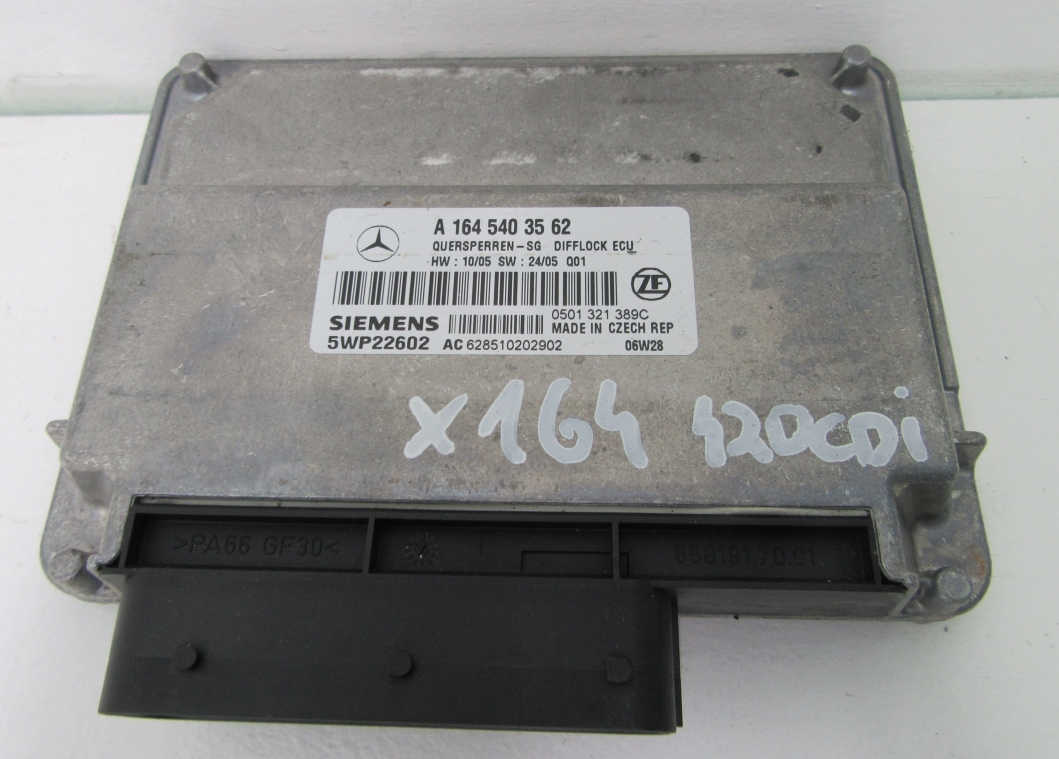 A 164 540 35 62
QUERSPERREN-SG DIFFLOCK ECU
HW : 10/05 SW : 24/05 Q01
ZF
0501 321 389C
SIEMENS MADE IN CZECH REP
5WP22602 AC 628510202902 06W28
X164 420CDi
>PA66 GF30<